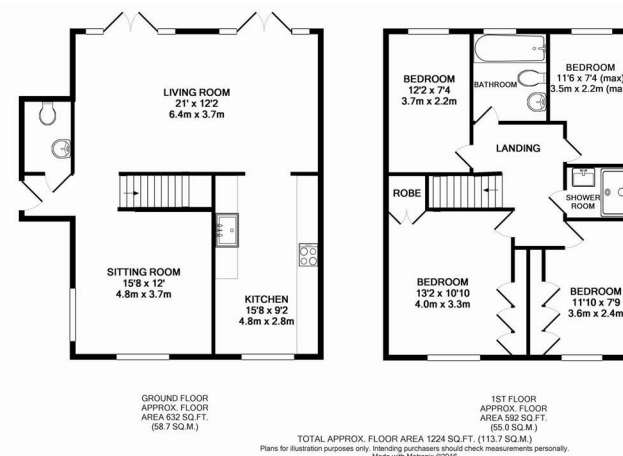 LIVING ROOM
21' x 12'2
6.4m x 3.7m
SITTING ROOM
15'8 x 12'
4.8m x 3.7m
KITCHEN
15'8 x 9'2
4.8m x 2.8m
GROUND FLOOR
APPROX. FLOOR
AREA 632 SQ.FT.
(58.7 SQ.M.)
BEDROOM
12'2 x 7'4
3.7m x 2.2m
BATHROOM
BEDROOM
11'6 x 7'4 (max)
3.5m x 2.2m (ma
LANDING
ROBE
SHOWER
ROOM
BEDROOM
13'2 x 10'10
4.0m x 3.3m
BEDROOM
11'10 x 7'9
3.6m x 2.4m
1ST FLOOR
APPROX. FLOOR
AREA 592 SQ.FT.
(55.0 SQ.M.)
TOTAL APPROX. FLOOR AREA 1224 SQ.FT. (113.7 SQ.M.)
Plans for illustration purposes only. Intending purchasers should check measurements personally.
Made with Metropix ©2016